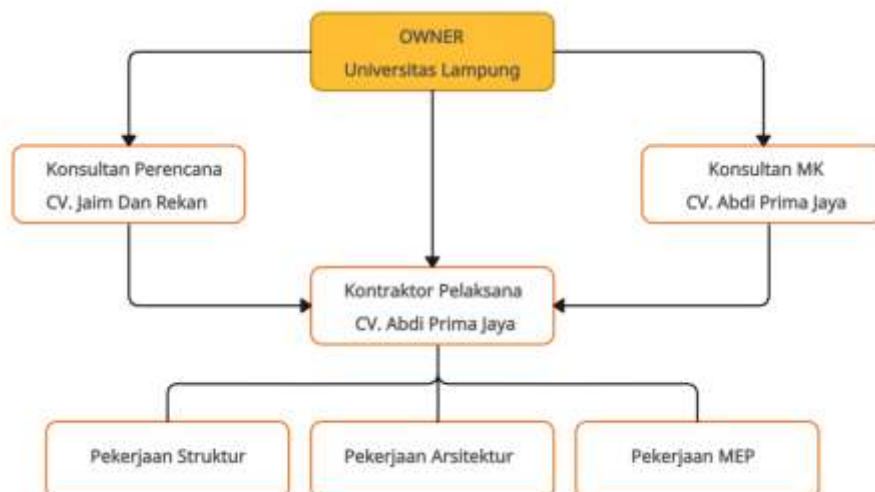 OWNER
Universitas Lampung
Konsultan Perencana
CV. Jaim Dan Rekan
Konsultan MK
CV. Abdi Prima Jaya
Kontraktor Pelaksana
CV. Abdi Prima Jaya
Pekerjaan Struktur
Pekerjaan Arsitektur
Pekerjaan MEP